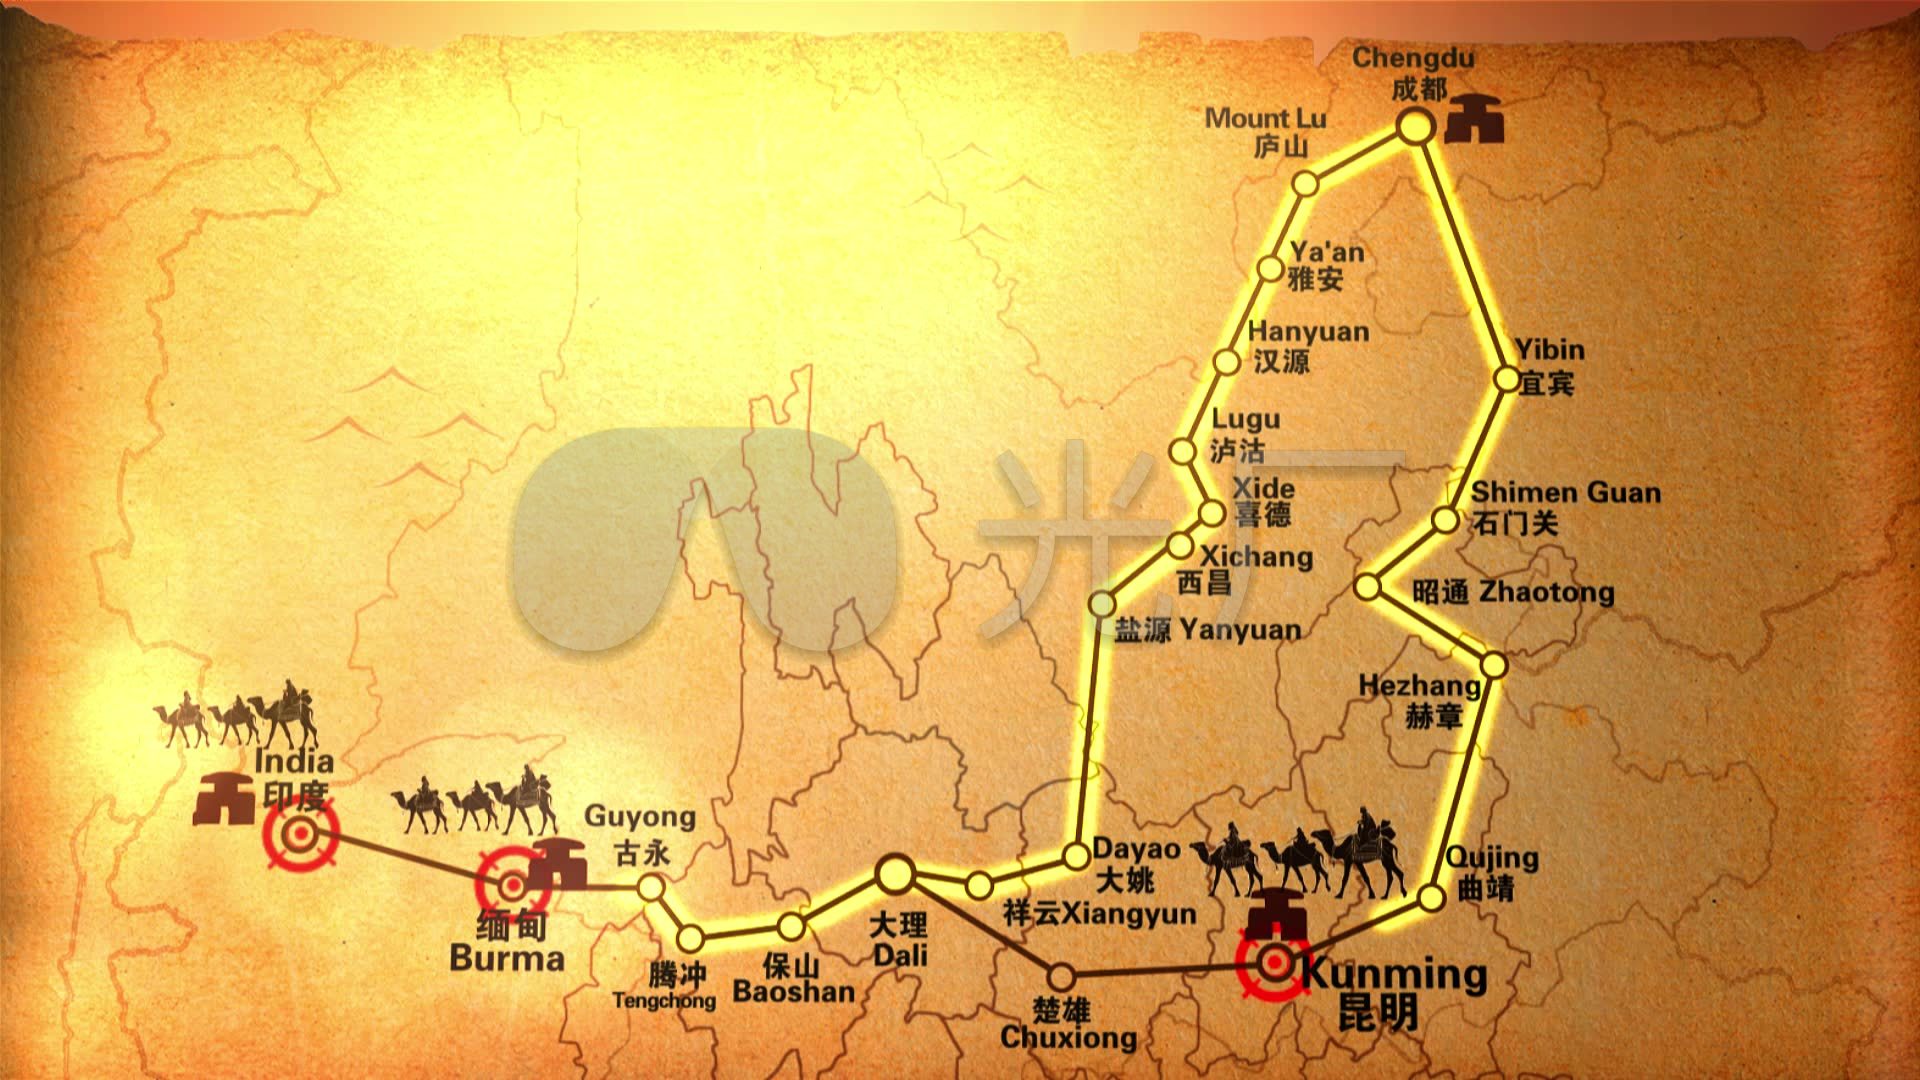 Chengdu
成都
Mount Lu
庐山
Ya'an
雅安
Hanyuan
汉源
Yibin
宜宾
Lugu
泸沽
光厂
Xide
喜德
Shimen Guan
石门关
Xichang
西昌
昭通 Zhaotong
盐源 Yanyuan
Hezhang
赫章
India
印度
Guyong
古永
Dayao
大姚
Qujing
曲靖
祥云Xiangyun
缅甸
Burma
大理
Dali
腾冲
Tengchong
保山
Baoshan
Kunming
昆明
楚雄
Chuxiong